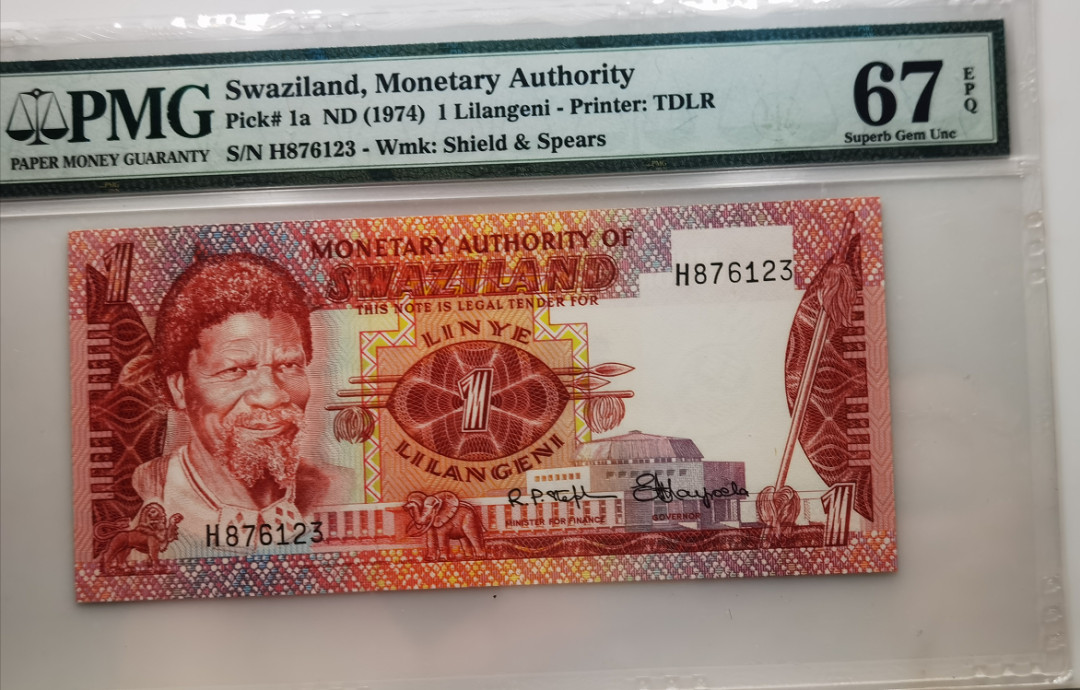 PMG
PAPER MONEY GUARANTY
Swaziland, Monetary Authority
Pick# 1a ND (1974) 1 Lilangeni - Printer: TDLR
S/N H876123 - Wmk: Shield & Spears
67
EPQ
Superb Gem Unc
1
MONETARY AUTHORITY OF
SWAZILAND
THIS NOTE IS LEGAL TENDER FOR
H876123
LINYE
1
LILANGENI
MINISTER FOR FINANCE
GOVERNOR
H876123
1